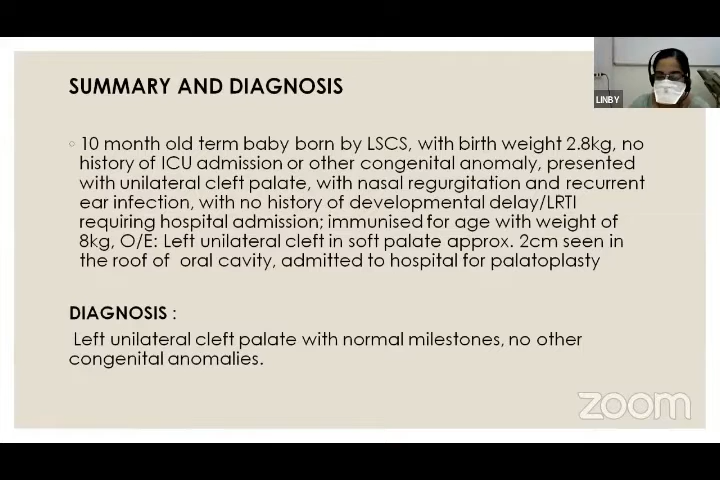 SUMMARY AND DIAGNOSIS
LINBY
◦ 10 month old term baby born by LSCS, with birth weight 2.8kg, no
history of ICU admission or other congenital anomaly, presented
with unilateral cleft palate, with nasal regurgitation and recurrent
ear infection, with no history of developmental delay/LRTI
requiring hospital admission; immunised for age with weight of
8kg, O/E: Left unilateral cleft in soft palate approx. 2cm seen in
the roof of oral cavity, admitted to hospital for palatoplasty
DIAGNOSIS :
Left unilateral cleft palate with normal milestones, no other
congenital anomalies.
zoom